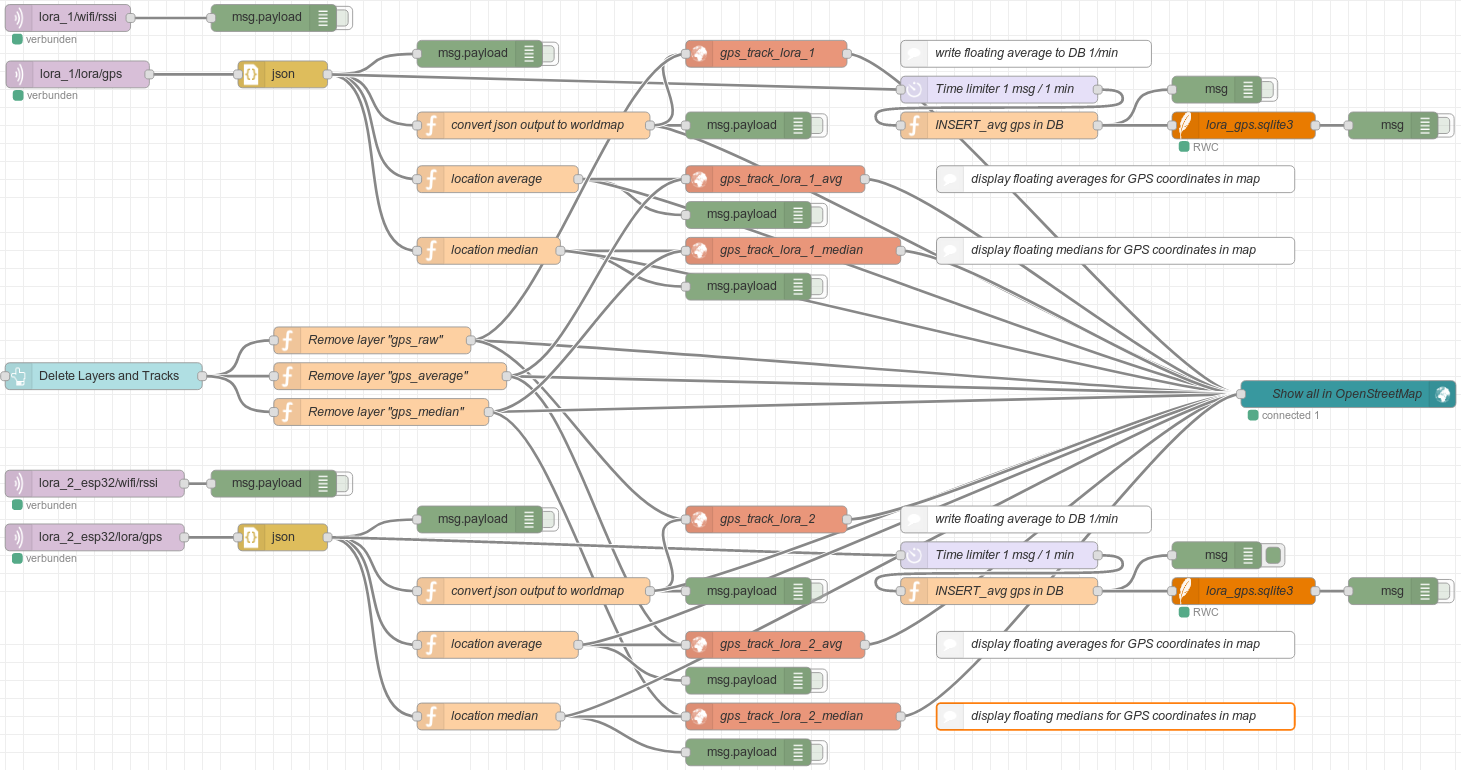 lora_1/wifi/rssi
msg.payload
verbunden
msg.payload
gps_track_lora_1
write floating average to DB 1/min
lora_1/lora/gps
json
verbunden
Time limiter 1 msg / 1 min
msg
convert json output to worldmap
msg.payload
INSERT_avg gps in DB
lora_gps.sqlite3
msg
RWC
location average
gps_track_lora_1_avg
display floating averages for GPS coordinates in map
msg.payload
location median
gps_track_lora_1_median
display floating medians for GPS coordinates in map
msg.payload
Remove layer "gps_raw"
Delete Layers and Tracks
Remove layer "gps_average"
Show all in OpenStreetMap
connected 1
Remove layer "gps_median"
lora_2_esp32/wifi/rssi
msg.payload
verbunden
msg.payload
gps_track_lora_2
write floating average to DB 1/min
lora_2_esp32/lora/gps
json
verbunden
Time limiter 1 msg / 1 min
msg
convert json output to worldmap
msg.payload
INSERT_avg gps in DB
lora_gps.sqlite3
msg
RWC
location average
gps_track_lora_2_avg
display floating averages for GPS coordinates in map
msg.payload
location median
gps_track_lora_2_median
display floating medians for GPS coordinates in map
msg.payload